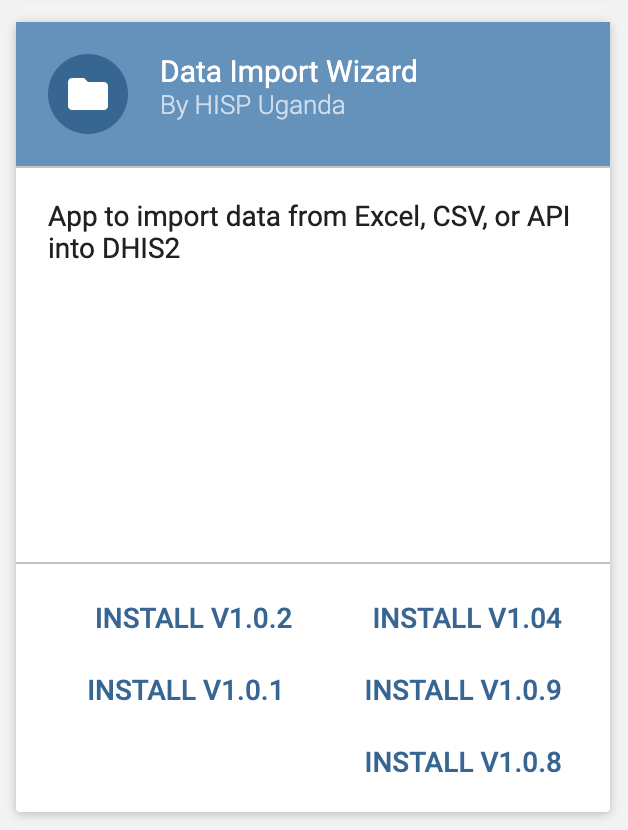 Data Import Wizard
By HISP Uganda
App to import data from Excel, CSV, or API
into DHIS2
INSTALL V1.0.2
INSTALL V1.04
INSTALL V1.0.1
INSTALL V1.0.9
INSTALL V1.0.8